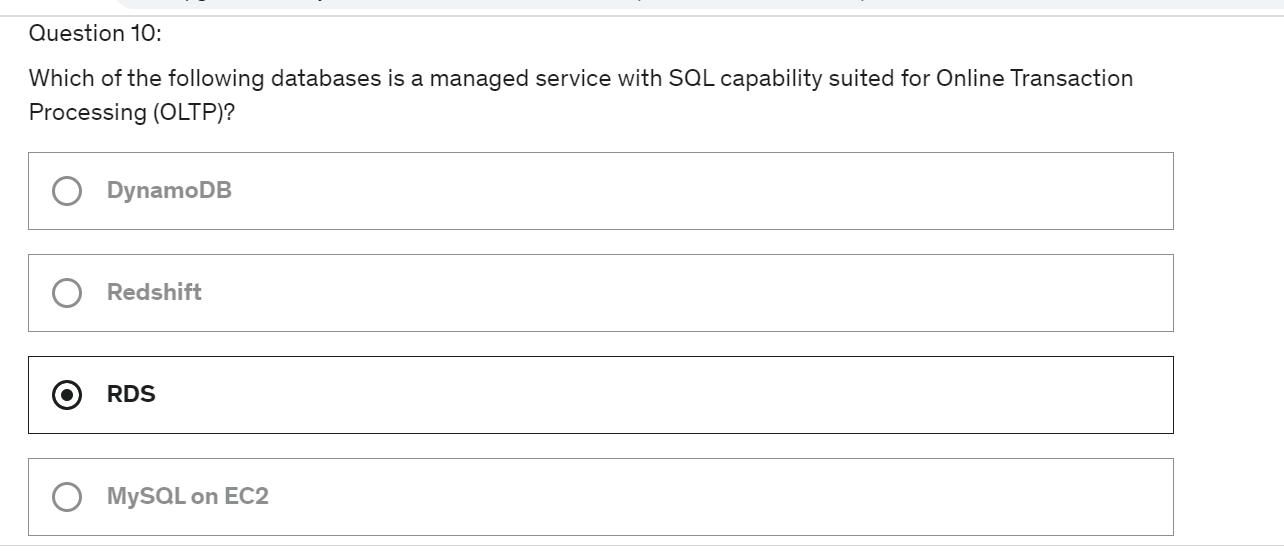 Question 10:
Which of the following databases is a managed service with SQL capability suited for Online Transaction
Processing (OLTP)?
DynamoDB
Redshift
RDS
MySQL on EC2